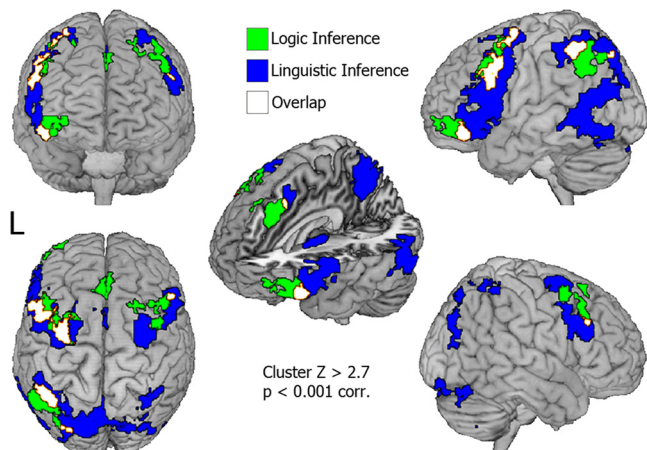 Logic Inference
Linguistic Inference
Overlap
L
Cluster Z > 2.7
p < 0.001 corr.